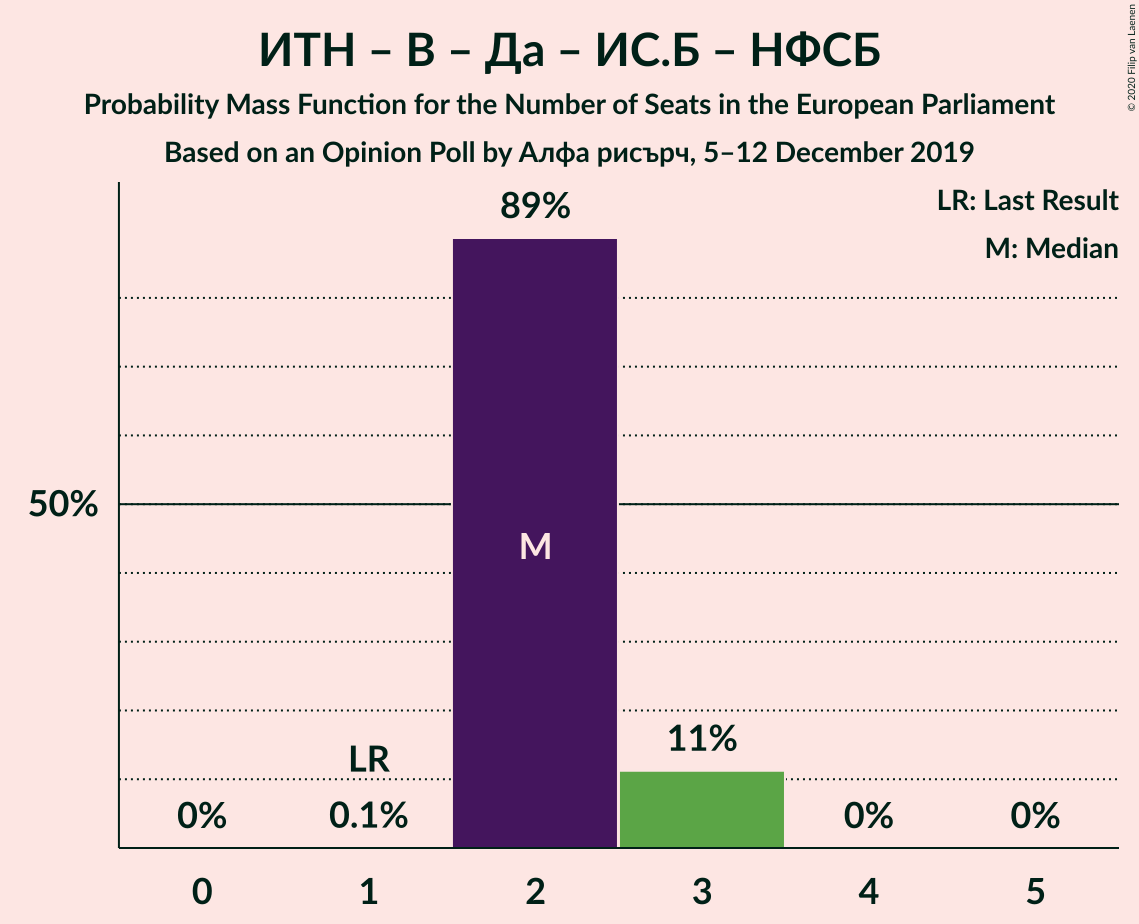 ИТН – В – Да – ИС.Б – НФСБ
Probability Mass Function for the Number of Seats in the European Parliament
Based on an Opinion Poll by Алфа рисърч, 5–12 December 2019
© 2020 Filip van Laenen
LR: Last Result
M: Median
89%
50%
M
11%
LR
0%
0.1%
0%
0%
0 1 2 3 4 5